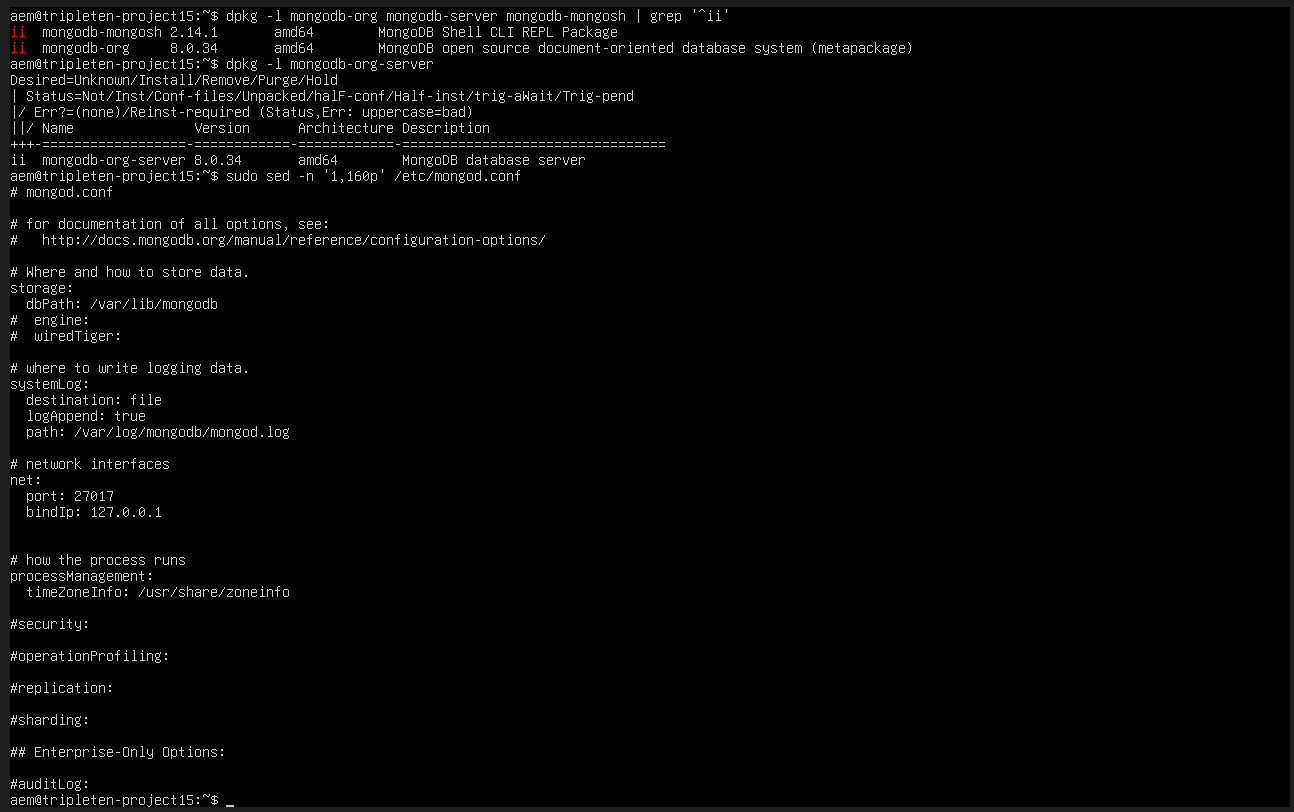 aem@tripleten-project15:~$ dpkg -l mongodb-org mongodb-server mongodb-mongosh | grep '^ii'
ii  mongodb-mongosh 2.14.1       amd64        MongoDB Shell CLI REPL Package
ii  mongodb-org     8.0.34       amd64        MongoDB open source document-oriented database system (metapackage)
aem@tripleten-project15:~$ dpkg -l mongodb-org-server
Desired=Unknown/Install/Remove/Purge/Hold
| Status=Not/Inst/Conf-files/Unpacked/halF-conf/Half-inst/trig-aWait/Trig-pend
|/ Err?=(none)/Reinst-required (Status,Err: uppercase=bad)
||/ Name               Version      Architecture Description
+++-==================-============-============-=================================
ii  mongodb-org-server 8.0.34       amd64        MongoDB database server
aem@tripleten-project15:~$ sudo sed -n '1,160p' /etc/mongod.conf
# mongod.conf

# for documentation of all options, see:
#   http://docs.mongodb.org/manual/reference/configuration-options/

# Where and how to store data.
storage:
  dbPath: /var/lib/mongodb
#  engine:
#  wiredTiger:

# where to write logging data.
systemLog:
  destination: file
  logAppend: true
  path: /var/log/mongodb/mongod.log

# network interfaces
net:
  port: 27017
  bindIp: 127.0.0.1


# how the process runs
processManagement:
  timeZoneInfo: /usr/share/zoneinfo

#security:

#operationProfiling:

#replication:

#sharding:

## Enterprise-Only Options:

#auditLog:
aem@tripleten-project15:~$ _